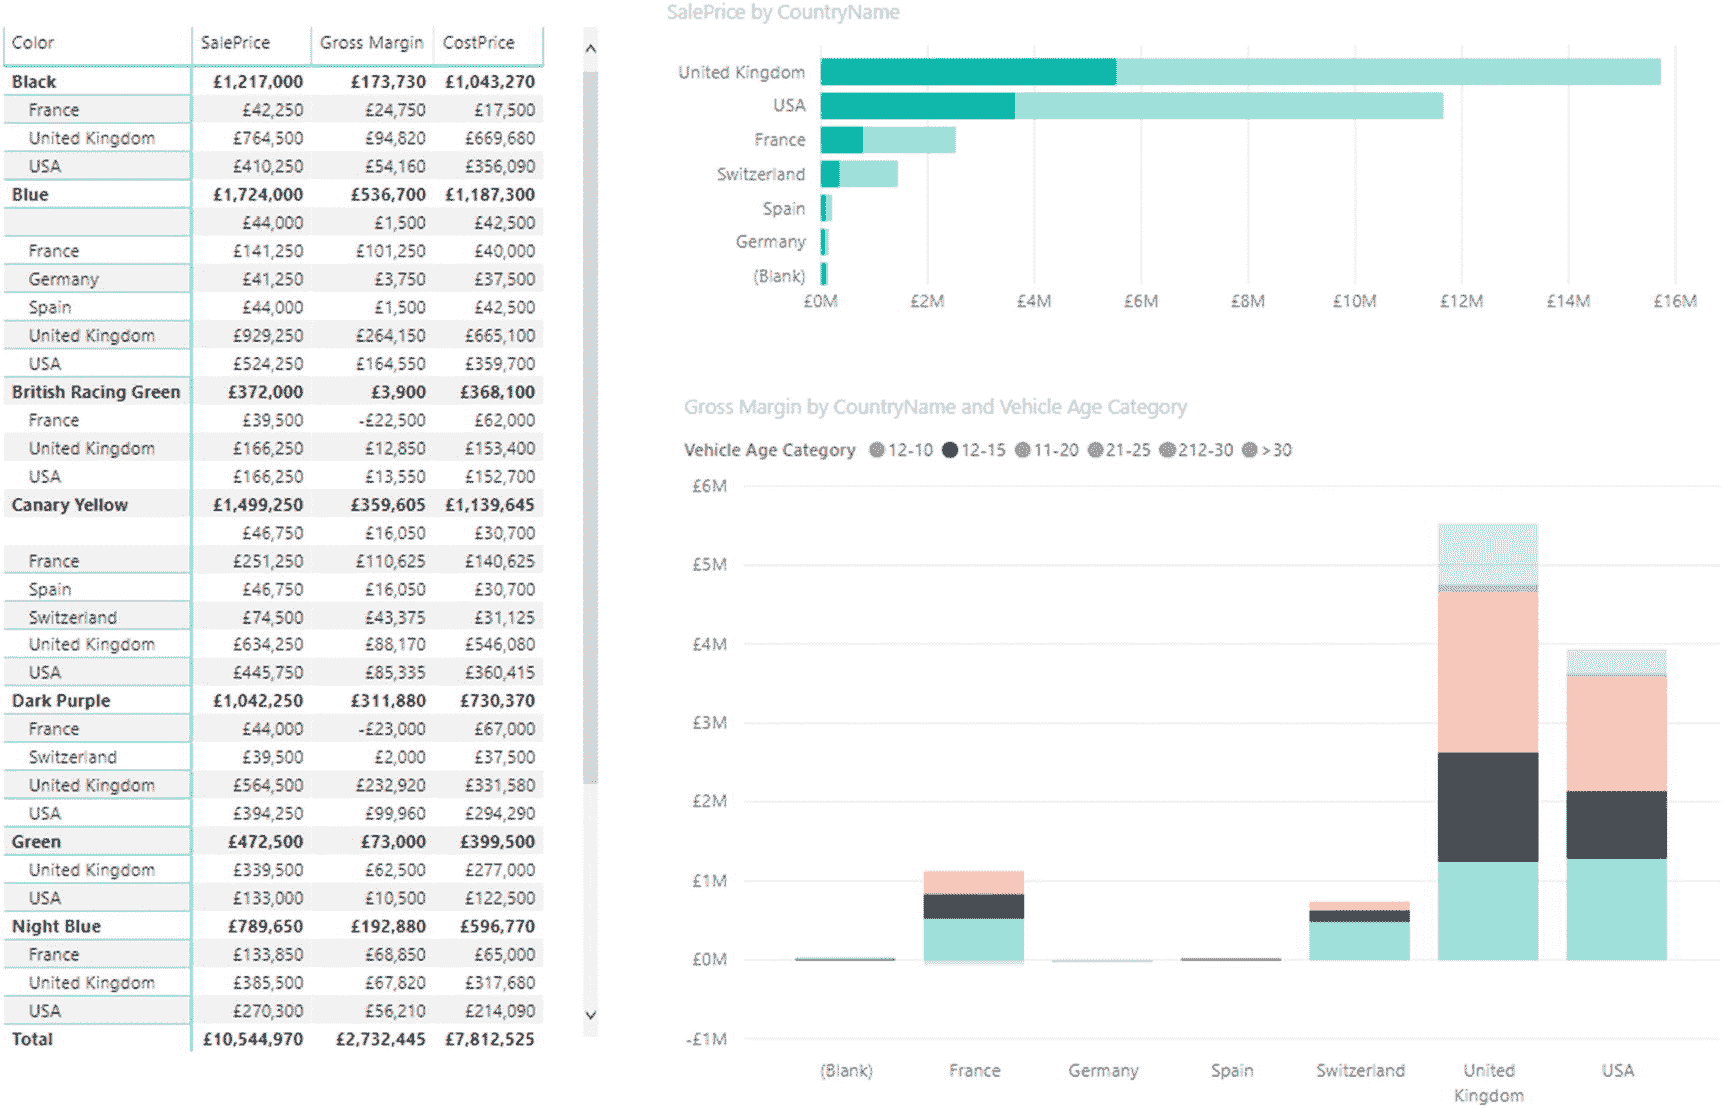 Color SalePrice Gross Margin CostPrice
Black £1,217,000 £173,730 £1,043,270
France £42,250 £24,750 £17,500
United Kingdom £764,500 £94,820 £669,680
USA £410,250 £54,160 £356,090
Blue £1,724,000 £536,700 £1,187,300
£44,000 £1,500 £42,500
France £141,250 £101,250 £40,000
Germany £41,250 £3,750 £37,500
Spain £44,000 £1,500 £42,500
United Kingdom £929,250 £264,150 £665,100
USA £524,250 £164,550 £359,700
British Racing Green £372,000 £3,900 £368,100
France £39,500 -£22,500 £62,000
United Kingdom £166,250 £12,850 £153,400
USA £166,250 £13,550 £152,700
Canary Yellow £1,499,250 £359,605 £1,139,645
£46,750 £16,050 £30,700
France £251,250 £110,625 £140,625
Spain £46,750 £16,050 £30,700
Switzerland £74,500 £43,375 £31,125
United Kingdom £634,250 £88,170 £546,080
USA £445,750 £85,335 £360,415
Dark Purple £1,042,250 £311,880 £730,370
France £44,000 -£23,000 £67,000
Switzerland £39,500 £2,000 £37,500
United Kingdom £564,500 £232,920 £331,580
USA £394,250 £99,960 £294,290
Green £472,500 £73,000 £399,500
United Kingdom £339,500 £62,500 £277,000
USA £133,000 £10,500 £122,500
Night Blue £789,650 £192,880 £596,770
France £133,850 £68,850 £65,000
United Kingdom £385,500 £67,820 £317,680
USA £270,300 £56,210 £214,090
Total £10,544,970 £2,732,445 £7,812,525
SalePrice by CountryName
United Kingdom
USA
France
Switzerland
Spain
Germany
(Blank)
£0M £2M £4M £6M £8M £10M £12M £14M £16M
Gross Margin by CountryName and Vehicle Age Category
Vehicle Age Category 12-10 12-15 11-20 21-25 212-30 >30
£6M
£5M
£4M
£3M
£2M
£1M
£0M
-£1M
(Blank) France Germany Spain Switzerland United Kingdom USA